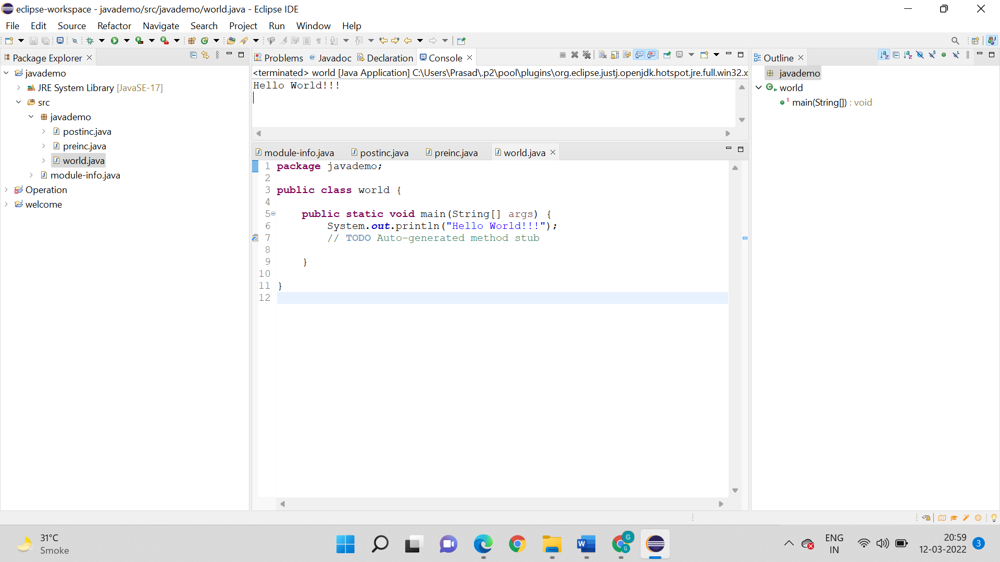 eclipse-workspace - javademo/src/javademo/world.java - Eclipse IDE
File Edit Source Refactor Navigate Search Project Run Window Help
Package Explorer
javademo
JRE System Library [JavaSE-17]
src
javademo
postinc.java
preinc.java
world.java
module-info.java
Operation
welcome
Problems Javadoc Declaration Console
<terminated> world [Java Application] C:\Users\Prasad\.p2\pool\plugins\org.eclipse.justj.openjdk.hotspot.jre.full.win32.x
Hello World!!!
module-info.java postinc.java preinc.java world.java
1 package javademo;
2
3 public class world {
4
5 public static void main(String[] args) {
6 System.out.println("Hello World!!!");
7 // TODO Auto-generated method stub
8
9 }
10
11 }
12
Outline
javademo
world
main(String[]) : void
31°C
Smoke
ENG
IN
20:59
12-03-2022
3